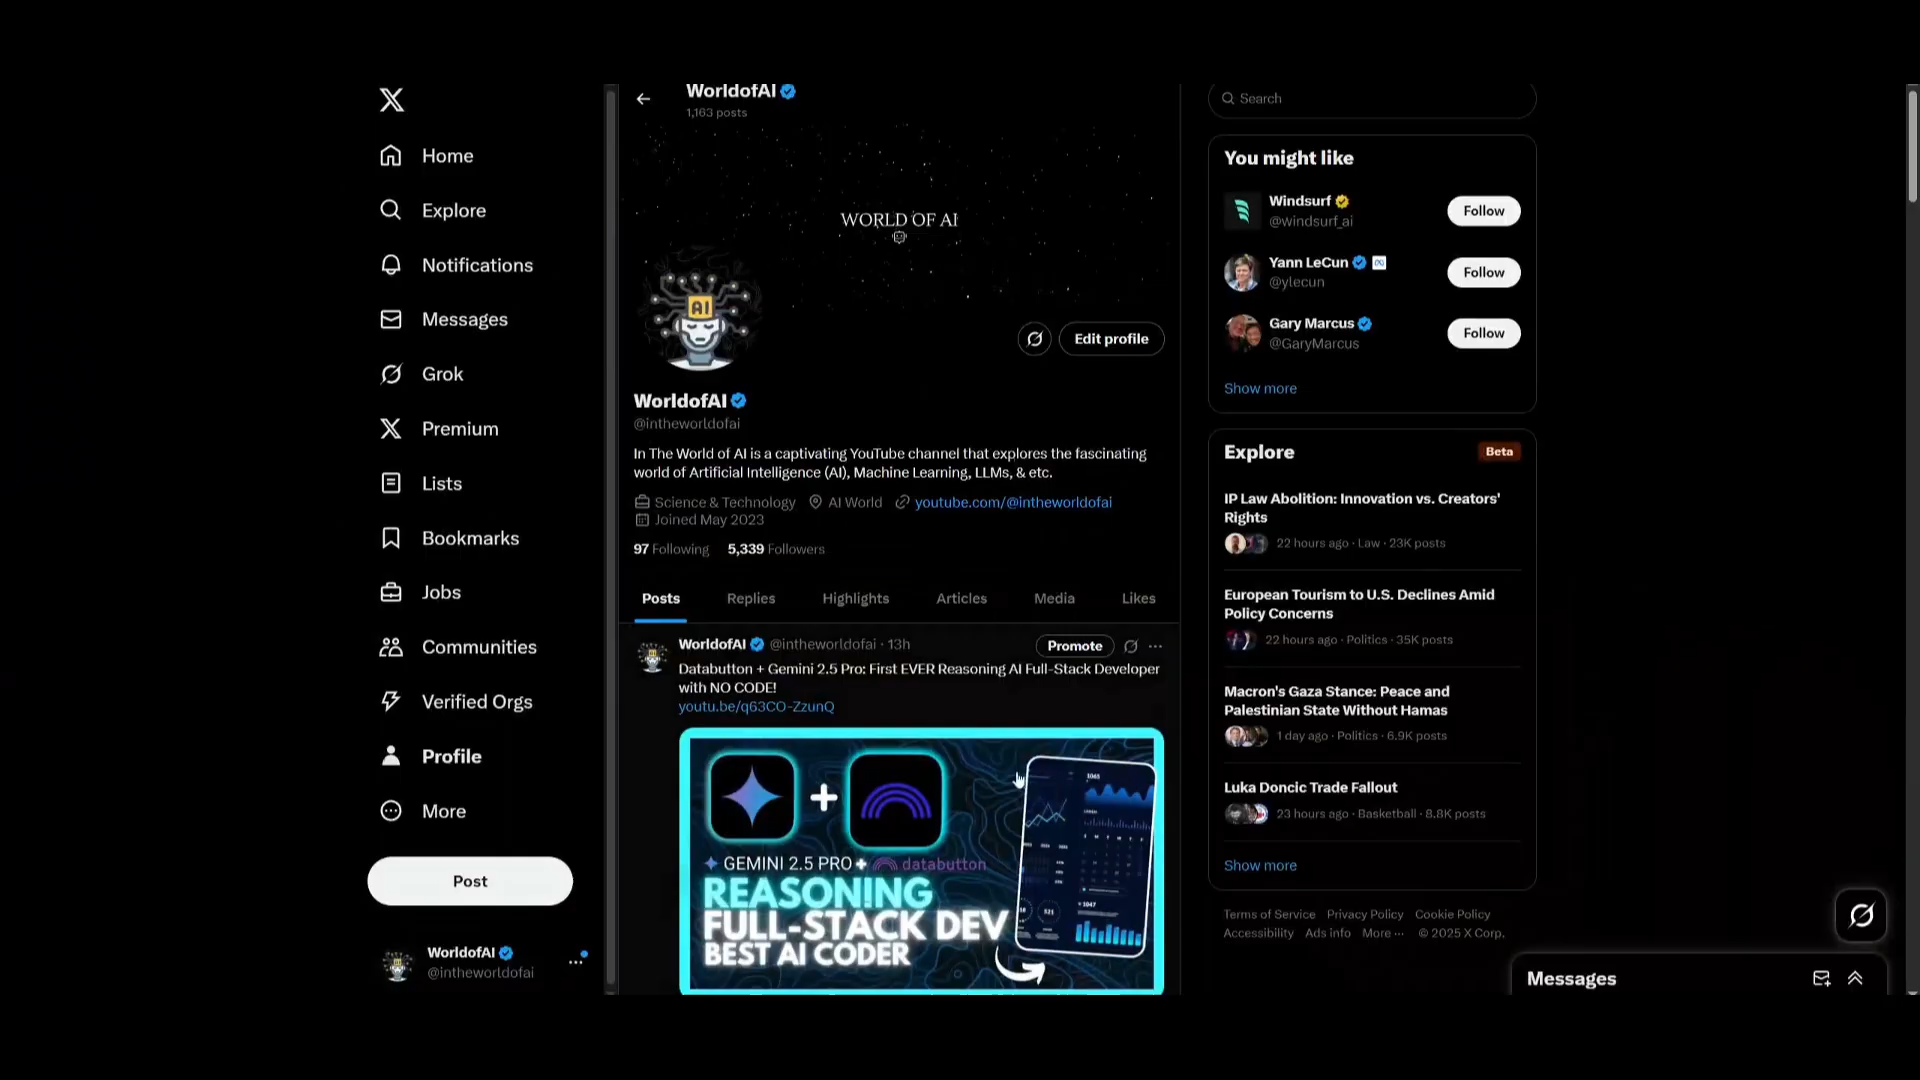 Home
Explore
Notifications
Messages
Grok
Premium
Lists
Bookmarks
Jobs
Communities
Verified Orgs
Profile
More
Post
WorldofAI
@intheworldofai
WorldofAI
1,163 posts
WORLD OF AI
AI
Edit profile
WorldofAI
@intheworldofai
In The World of AI is a captivating YouTube channel that explores the fascinating
world of Artificial Intelligence (AI), Machine Learning, LLMs, & etc.
Science & Technology AI World youtube.com/@intheworldofai
Joined May 2023
97 Following 5,339 Followers
Posts Replies Highlights Articles Media Likes
WorldofAI @intheworldofai · 13h
Promote
Databutton + Gemini 2.5 Pro: First EVER Reasoning AI Full-Stack Developer
with NO CODE!
youtu.be/q63CO-ZzunQ
+
GEMINI 2.5 PRO + databutton
REASONING
FULL-STACK DEV
BEST AI CODER
Search
You might like
Windsurf
@windsurf_ai
Follow
Yann LeCun
@ylecun
Follow
Gary Marcus
@GaryMarcus
Follow
Show more
Explore
Beta
IP Law Abolition: Innovation vs. Creators'
Rights
22 hours ago · Law · 23K posts
European Tourism to U.S. Declines Amid
Policy Concerns
22 hours ago · Politics · 35K posts
Macron's Gaza Stance: Peace and
Palestinian State Without Hamas
1 day ago · Politics · 6.9K posts
Luka Doncic Trade Fallout
23 hours ago · Basketball · 8.8K posts
Show more
Terms of Service Privacy Policy Cookie Policy
Accessibility Ads info More ··· © 2025 X Corp.
Messages